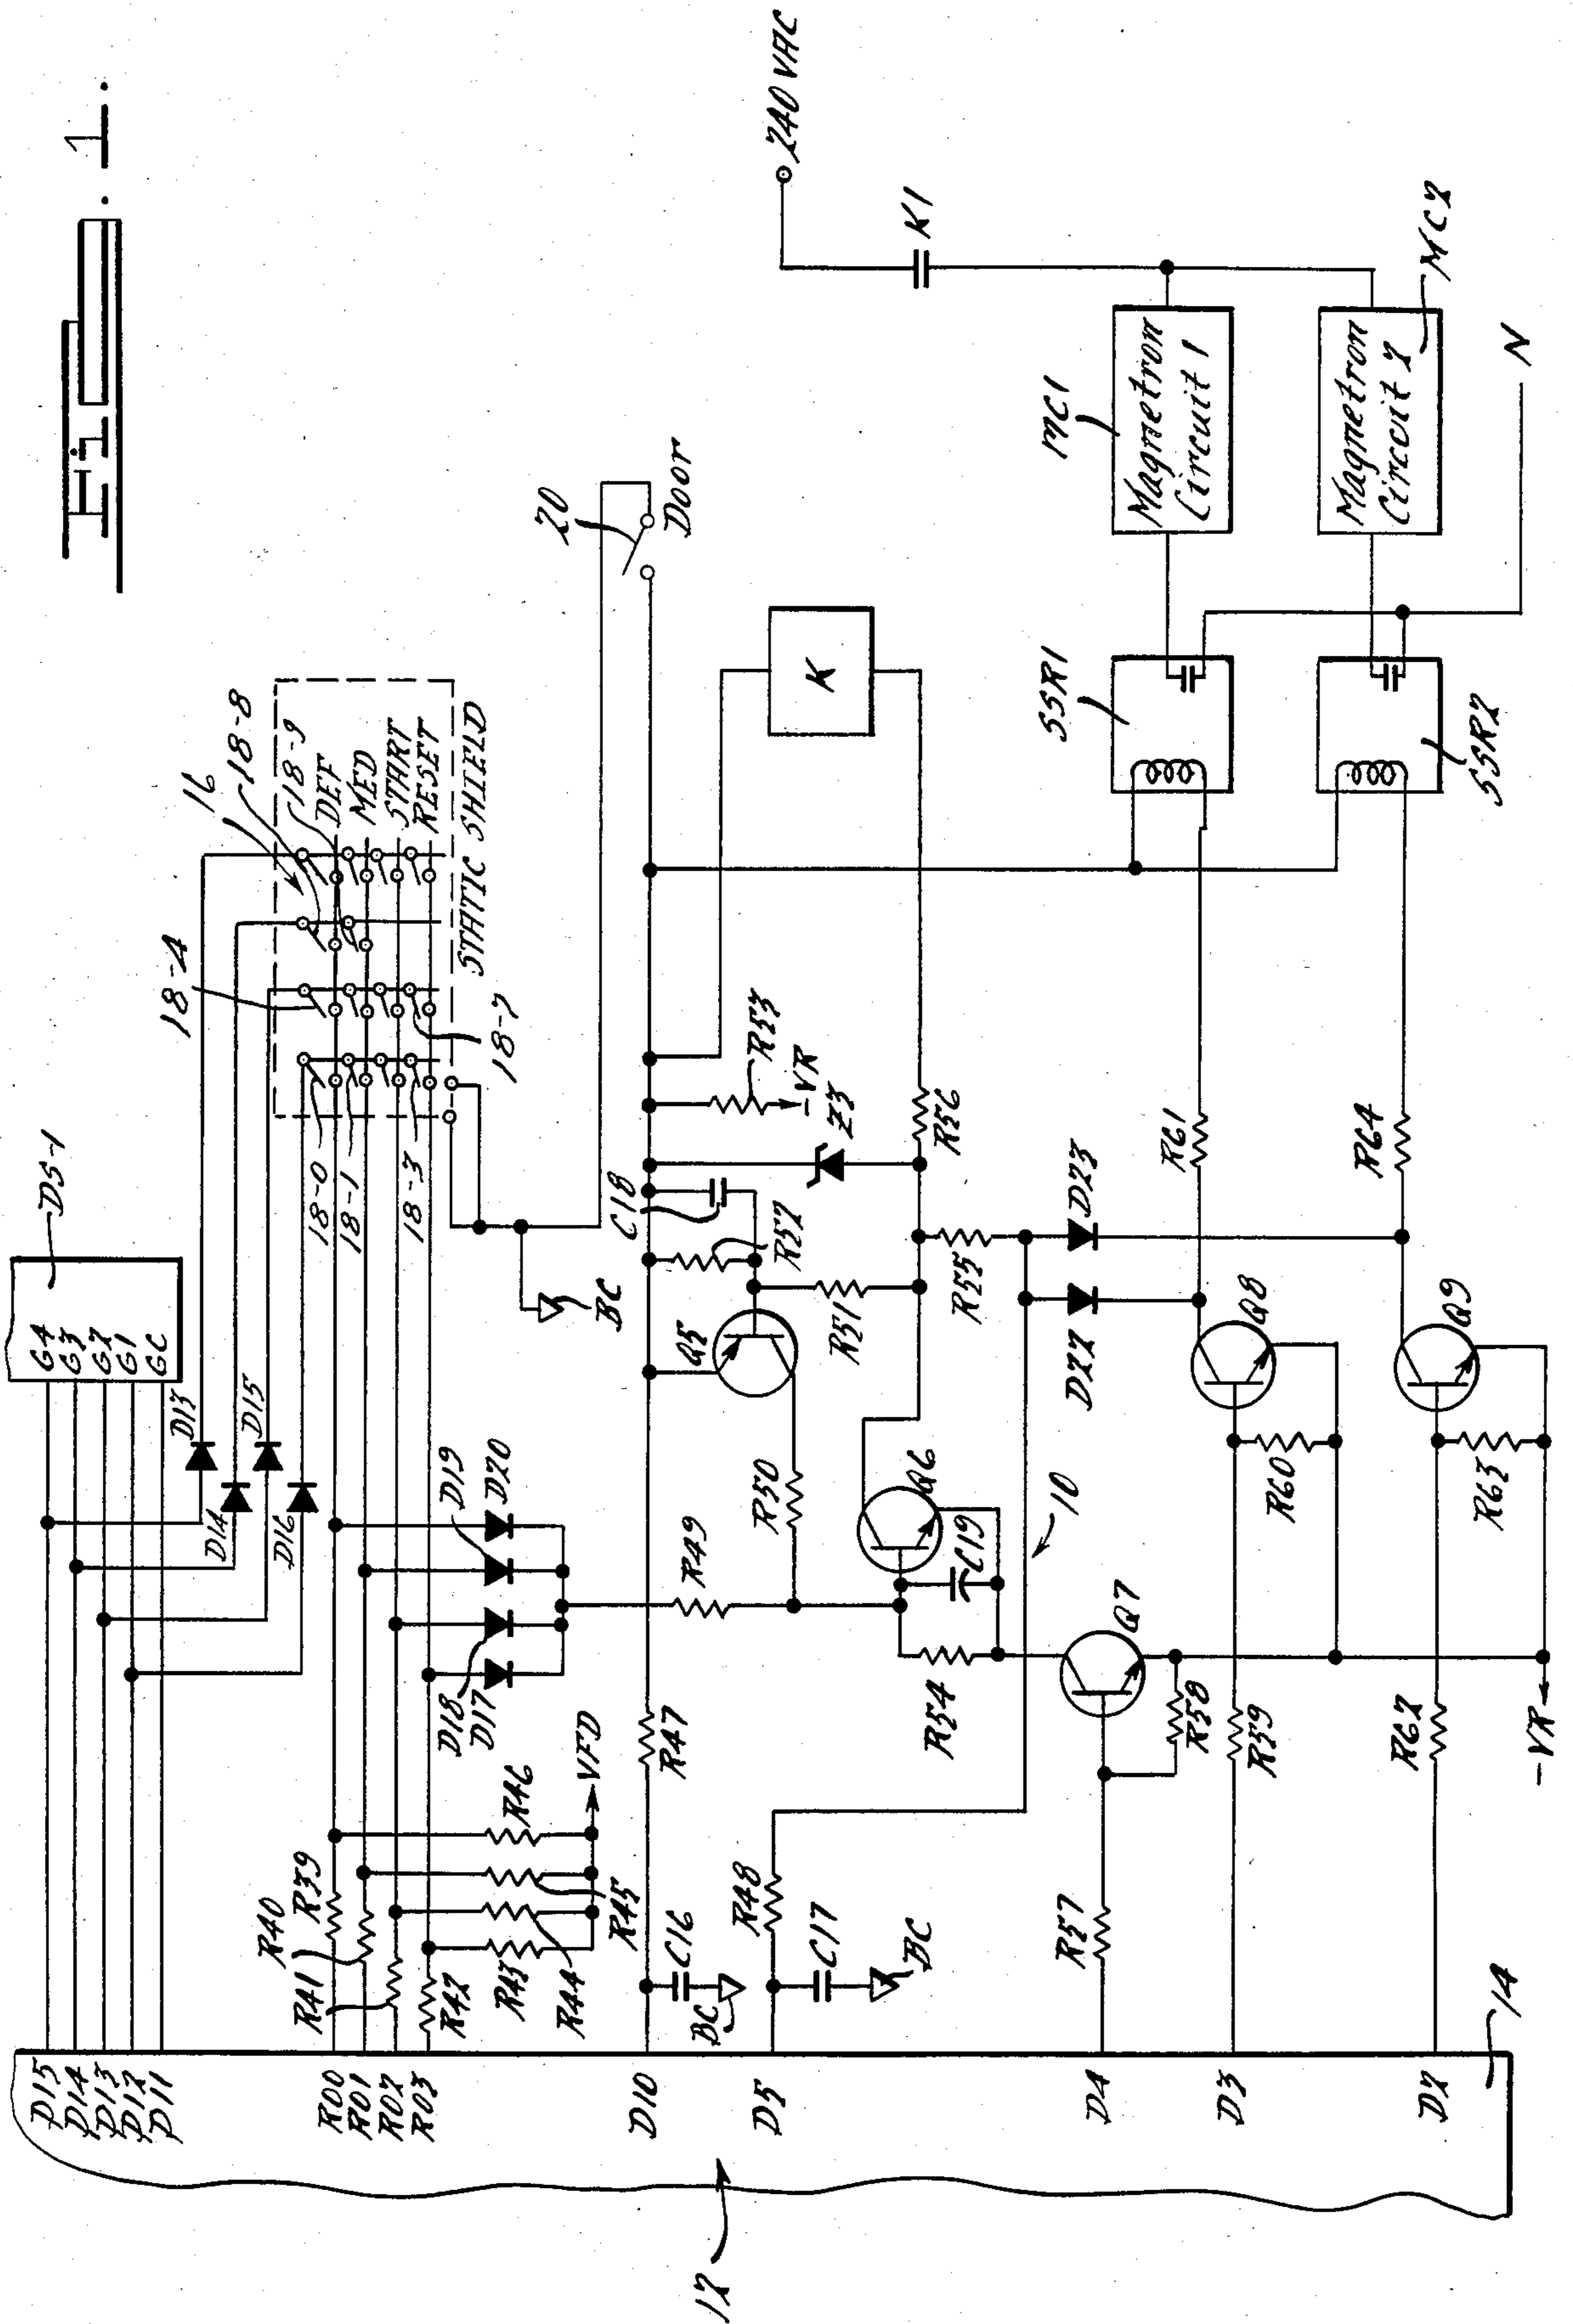 Fig. 1.
DS-1
G4
G3
G2
G1
GC
D13
D14
D15
D16
16
18-8
18-9
18-4
DEF
MED
START
RESET
STATIC SHIELD
18-0
18-1
18-3
18-7
D15
D14
D13
D12
D11
R00
R01
R02
R03
R40
R39
R41
R42
R43
R44
R45
R46
VFD
D18
D17
D19
D20
BC
20
DOOR
D10
C16
BC
R47
R49
R50
Q5
R52
C18
R51
Z3
R53
-VR
K
R56
D5
R48
C17
BC
Q6
C19
R54
10
R55
D22
D23
240 VAC
K1
D4
R57
R58
Q7
D3
R59
R60
Q8
R61
SSR1
MC1
Magnetron
Circuit 1
D2
R62
R63
Q9
R64
SSR2
Magnetron
Circuit 2
MC2
N
-VR
12
14